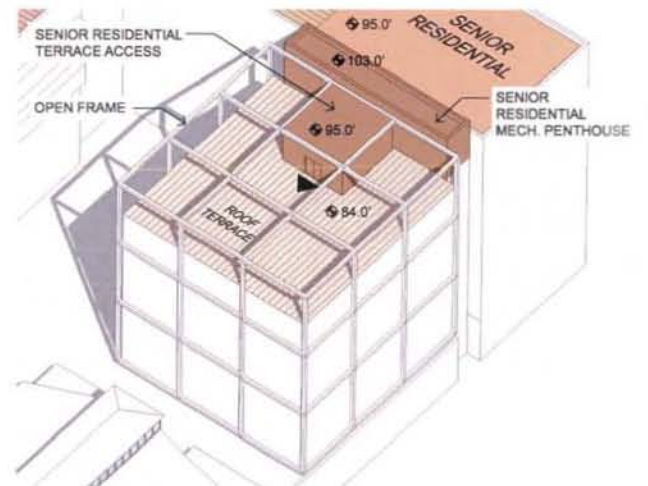 95.0'
SENIOR
RESIDENTIAL
SENIOR RESIDENTIAL
TERRACE ACCESS
103.0'
OPEN FRAME
SENIOR
RESIDENTIAL
MECH. PENTHOUSE
95.0'
ROOF
TERRACE
84.0'